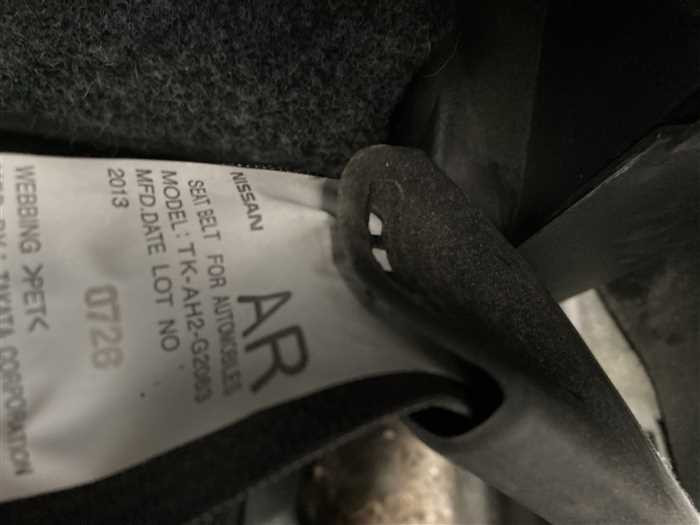 NISSAN
AR
SEAT BELT FOR AUTOMOBILES
MODEL : TK-AH2-G2063
MFD.DATE LOT NO
2013
0728
WEBBING >PET<
TAKATA CORPORATION